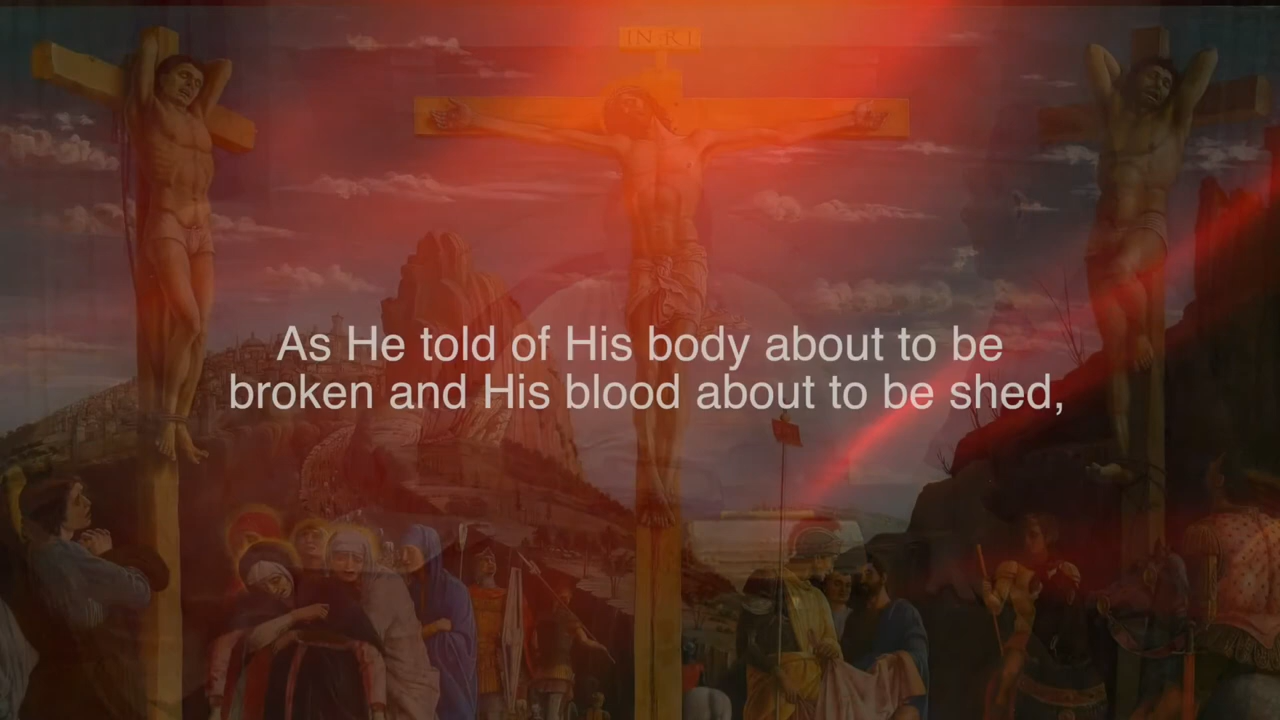 INRI
As He told of His body about to be
broken and His blood about to be shed,